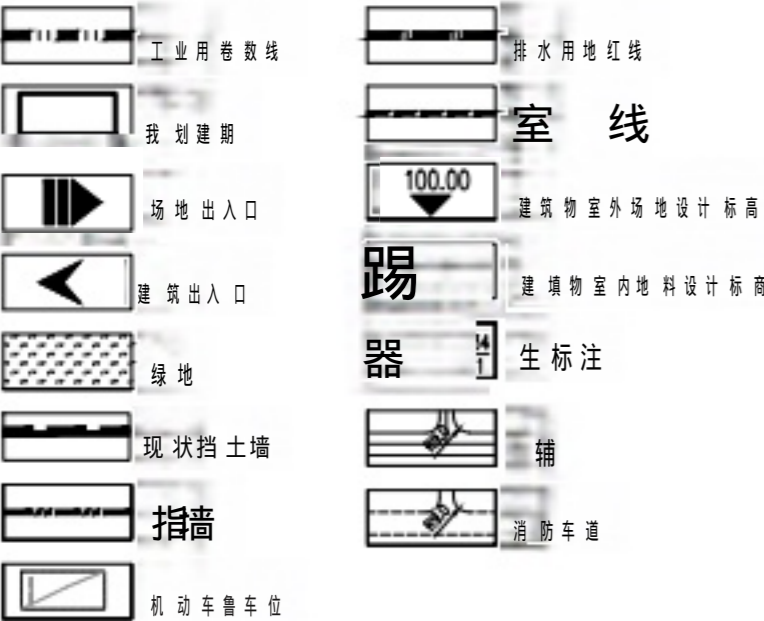 工业用卷数线
排水用地红线
我划建期
室 线
场地出入口
100.00
建筑物室外场地设计标高
建筑出入口
踢
建填物室内地料设计标商
绿地
器
生标注
现状挡土墙
辅
指墙
消防车道
机动车鲁车位